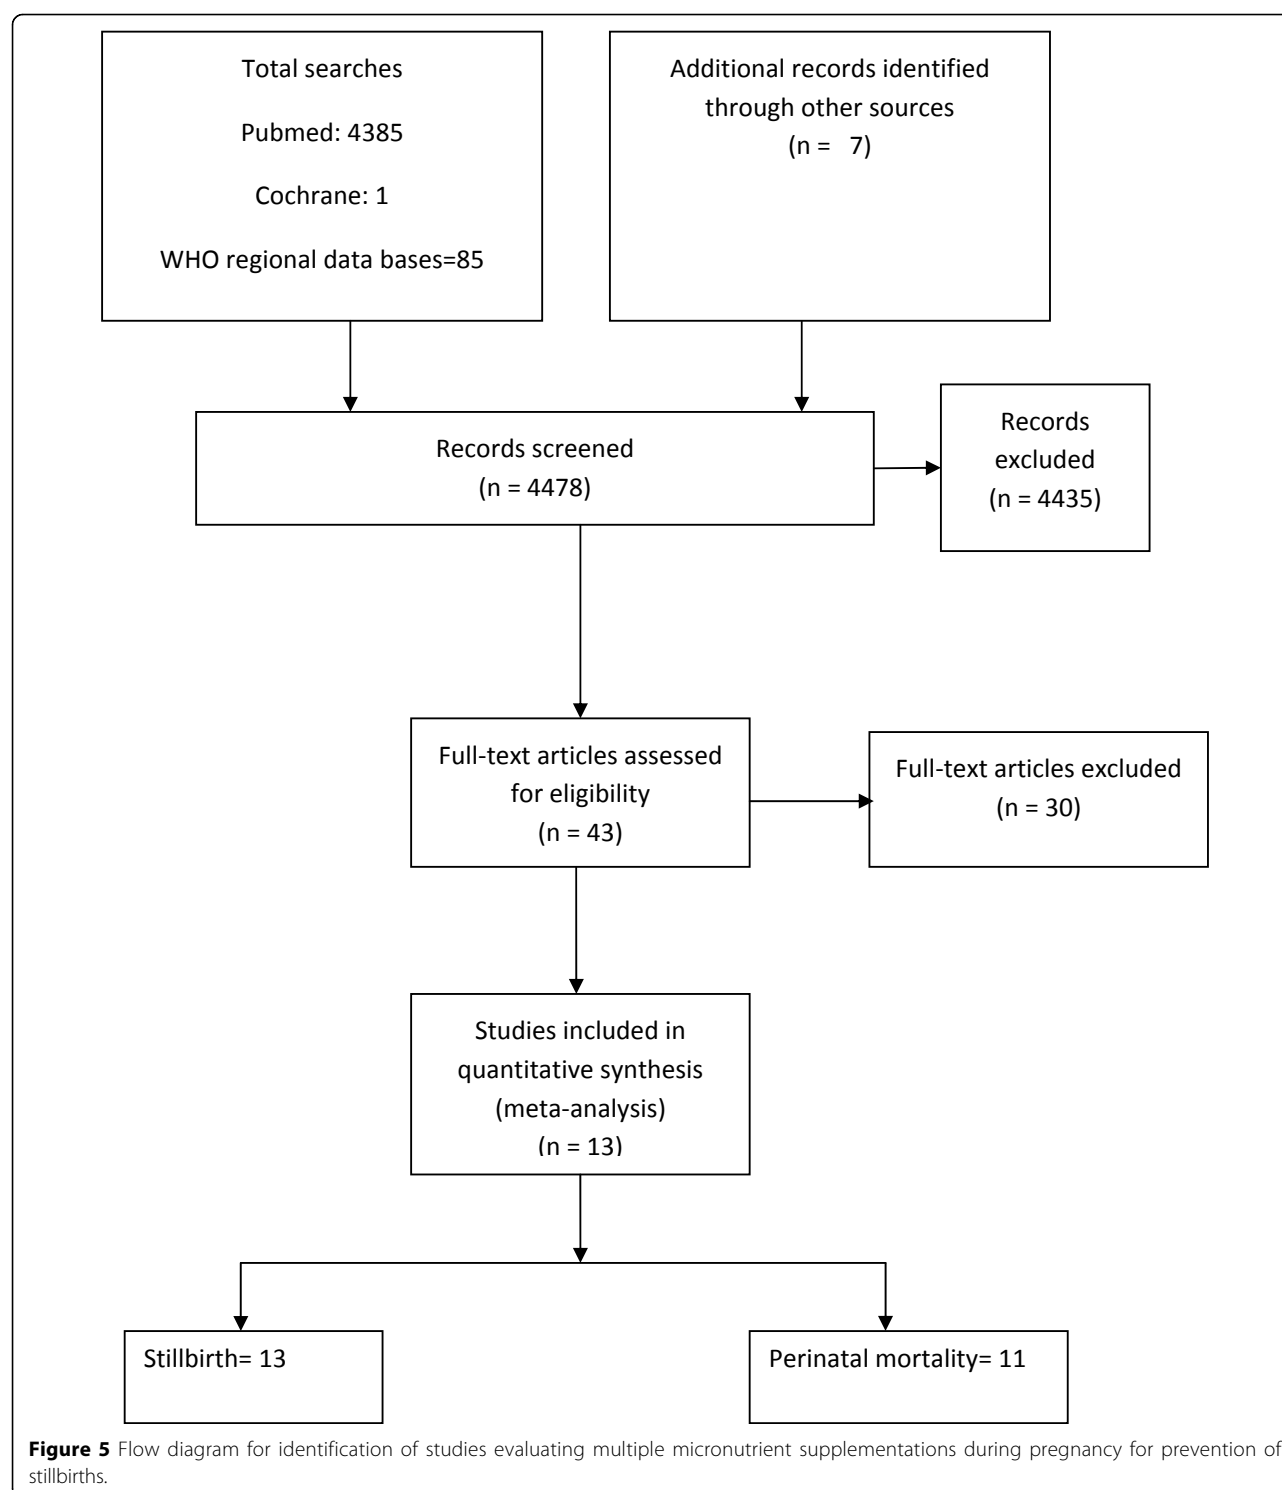 Total searches
Pubmed: 4385
Cochrane: 1
WHO regional data bases=85
Additional records identified
through other sources
(n =   7)
Records screened
(n = 4478)
Records
excluded
(n = 4435)
Full-text articles assessed
for eligibility
(n = 43)
Full-text articles excluded
(n = 30)
Studies included in
quantitative synthesis
(meta-analysis)
(n = 13)
Stillbirth= 13
Perinatal mortality= 11
Figure 5 Flow diagram for identification of studies evaluating multiple micronutrient supplementations during pregnancy for prevention of
stillbirths.